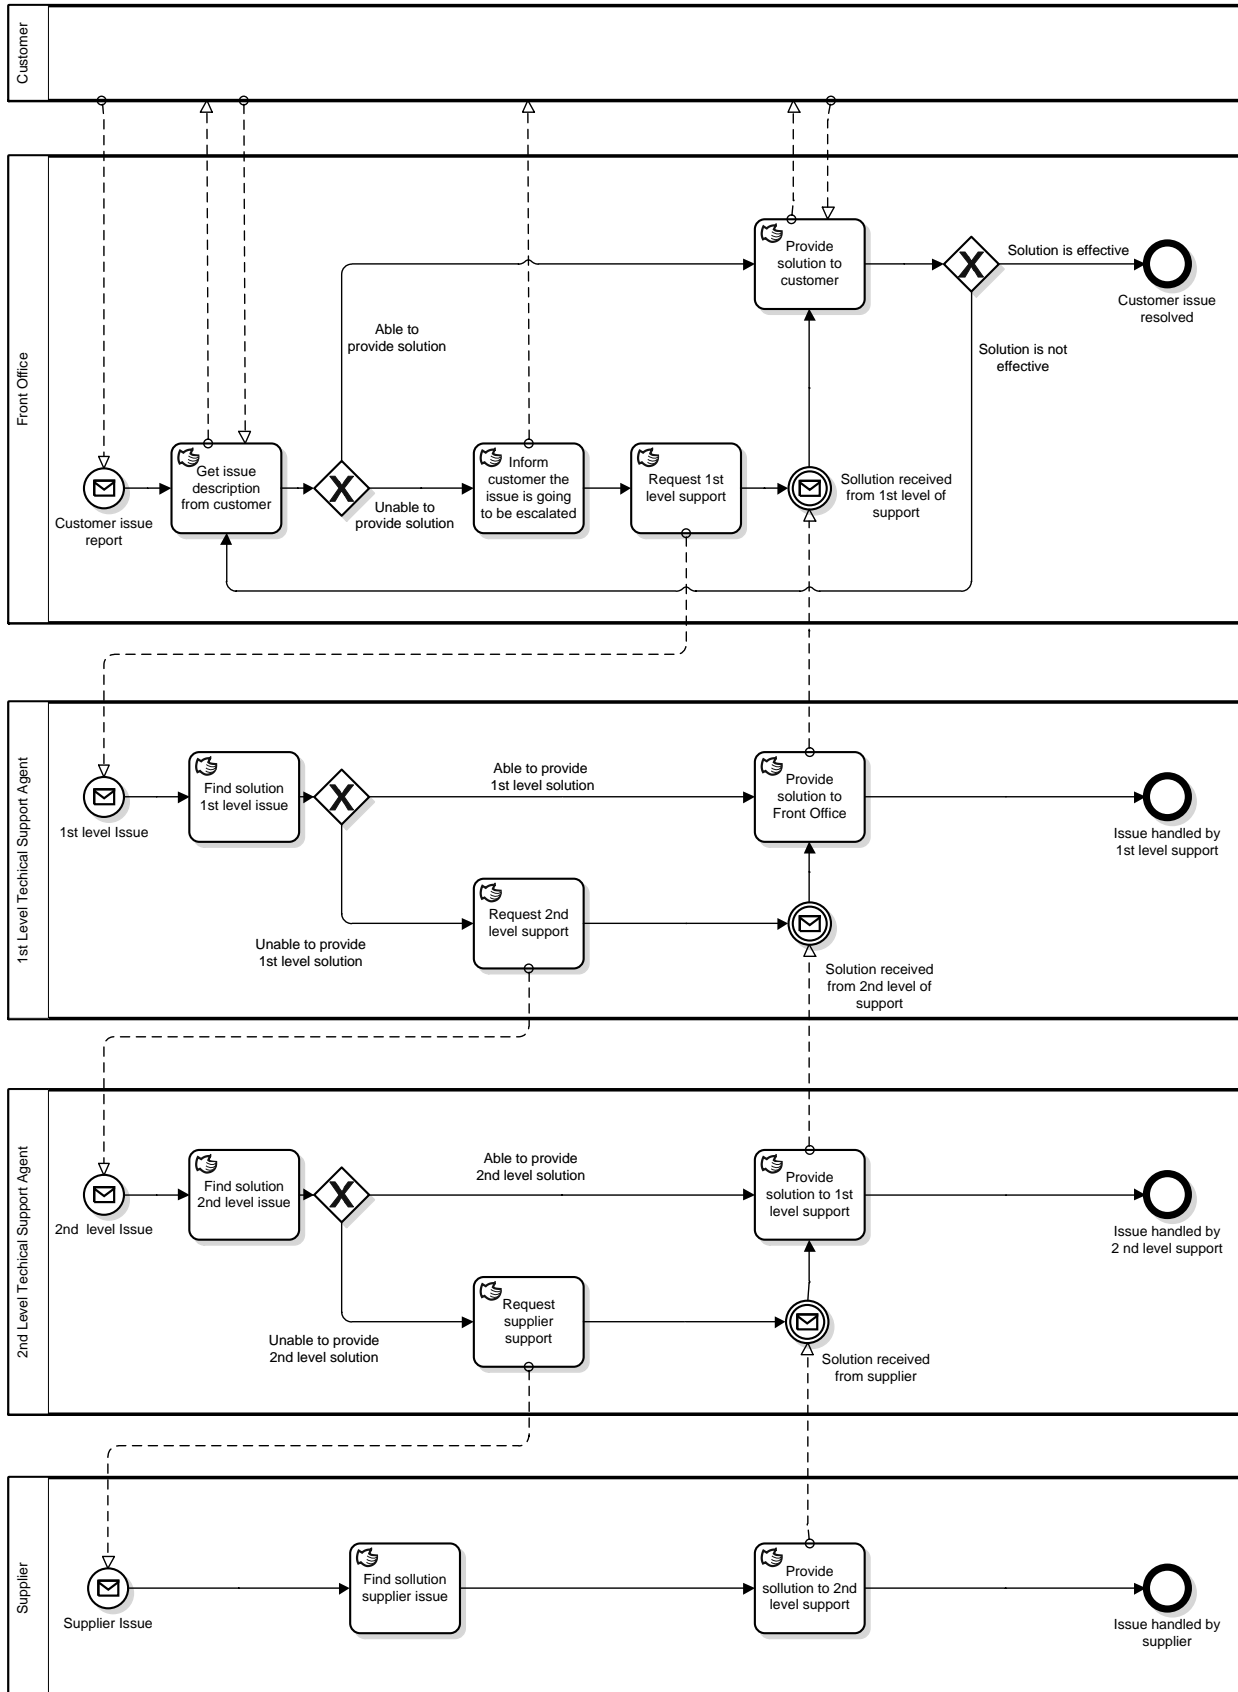 Customer
Front Office
Provide
solution to
customer
Solution is effective
Customer issue
resolved
Able to
provide solution
Solution is not
effective
Get issue
description
from customer
Customer issue
report
Unable to
provide solution
Inform
customer the
issue is going
to be escalated
Request 1st
level support
Sollution received
from 1st level of
support
1st Level Techical Support Agent
1st level Issue
Find solution
1st level issue
Able to provide
1st level solution
Provide
solution to
Front Office
Issue handled by
1st level support
Unable to provide
1st level solution
Request 2nd
level support
Solution received
from 2nd level of
support
2nd Level Techical Support Agent
2nd  level Issue
Find solution
2nd level issue
Able to provide
2nd level solution
Provide
solution to 1st
level support
Issue handled by
2 nd level support
Unable to provide
2nd level solution
Request
supplier
support
Solution received
from supplier
Supplier
Supplier Issue
Find sollution
supplier issue
Provide
sollution to 2nd
level support
Issue handled by
supplier